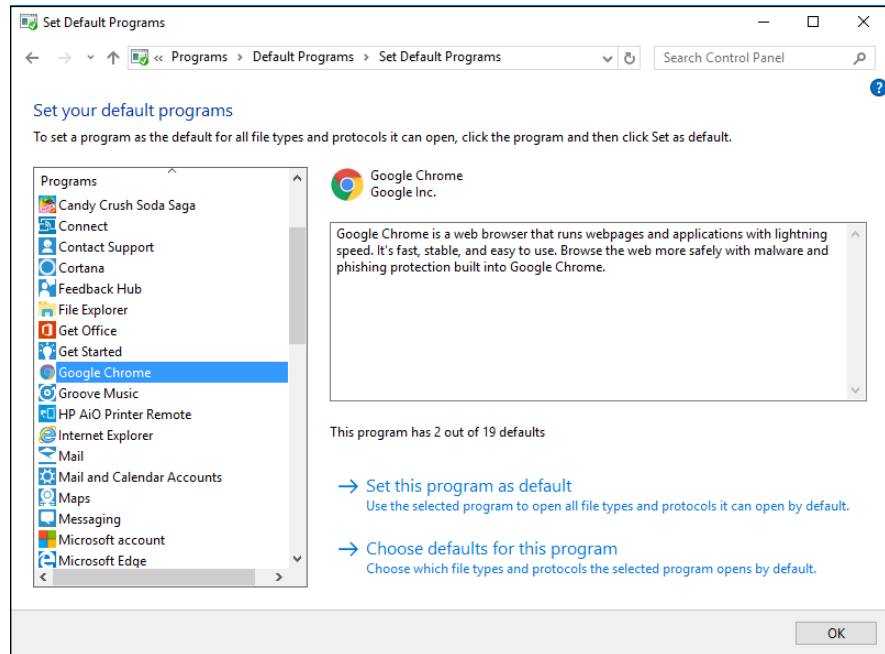 Set Default Programs
« Programs > Default Programs > Set Default Programs
Search Control Panel
?
Set your default programs
To set a program as the default for all file types and protocols it can open, click the program and then click Set as default.
Programs
Candy Crush Soda Saga
Connect
Contact Support
Cortana
Feedback Hub
File Explorer
Get Office
Get Started
Google Chrome
Groove Music
HP AiO Printer Remote
Internet Explorer
Mail
Mail and Calendar Accounts
Maps
Messaging
Microsoft account
Microsoft Edge
Google Chrome
Google Inc.
Google Chrome is a web browser that runs webpages and applications with lightning
speed. It's fast, stable, and easy to use. Browse the web more safely with malware and
phishing protection built into Google Chrome.
This program has 2 out of 19 defaults
Set this program as default
Use the selected program to open all file types and protocols it can open by default.
Choose defaults for this program
Choose which file types and protocols the selected program opens by default.
OK